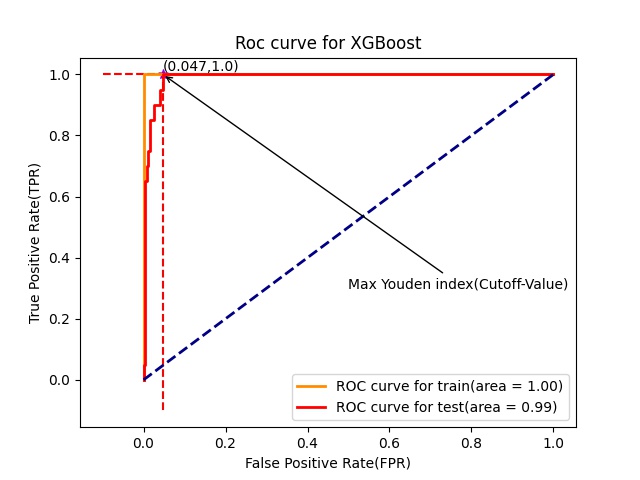 Roc curve for XGBoost
(0.047,1.0)
1.0
0.8
0.6
0.4
0.2
0.0
True Positive Rate(TPR)
Max Youden index(Cutoff-Value)
ROC curve for train(area = 1.00)
ROC curve for test(area = 0.99)
0.0 0.2 0.4 0.6 0.8 1.0
False Positive Rate(FPR)